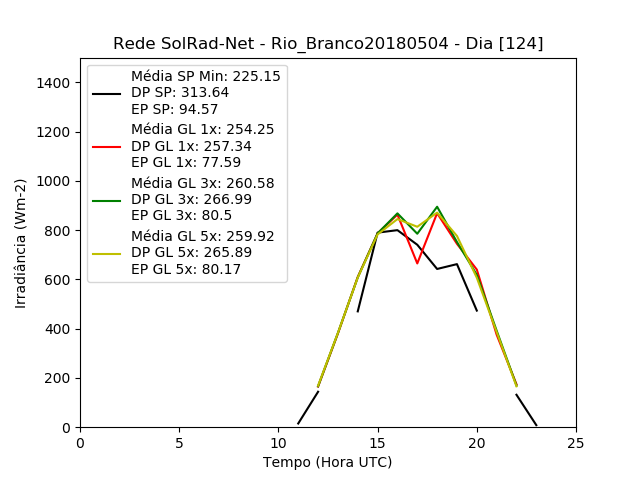 Rede SolRad-Net - Rio_Branco20180504 - Dia [124]
Média SP Min: 225.15
DP SP: 313.64
EP SP: 94.57
Média GL 1x: 254.25
DP GL 1x: 257.34
EP GL 1x: 77.59
Média GL 3x: 260.58
DP GL 3x: 266.99
EP GL 3x: 80.5
Média GL 5x: 259.92
DP GL 5x: 265.89
EP GL 5x: 80.17
Irradiância (Wm-2)
1400
1200
1000
800
600
400
200
0
0 5 10 15 20 25
Tempo (Hora UTC)